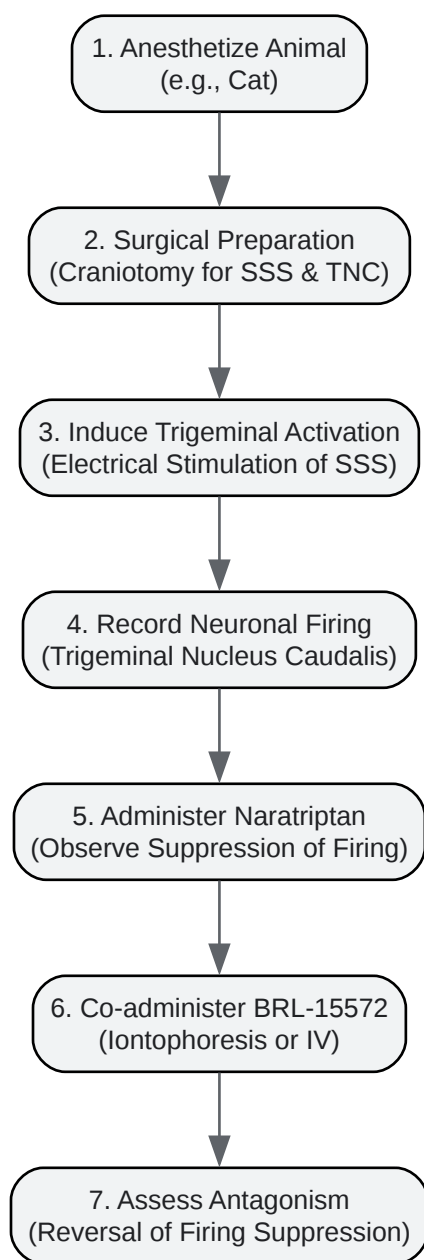 1. Anesthetize Animal
(e.g., Cat)
2. Surgical Preparation
(Craniotomy for SSS & TNC)
3. Induce Trigeminal Activation
(Electrical Stimulation of SSS)
4. Record Neuronal Firing
(Trigeminal Nucleus Caudalis)
5. Administer Naratriptan
(Observe Suppression of Firing)
6. Co-administer BRL-15572
(Iontophoresis or IV)
7. Assess Antagonism
(Reversal of Firing Suppression)